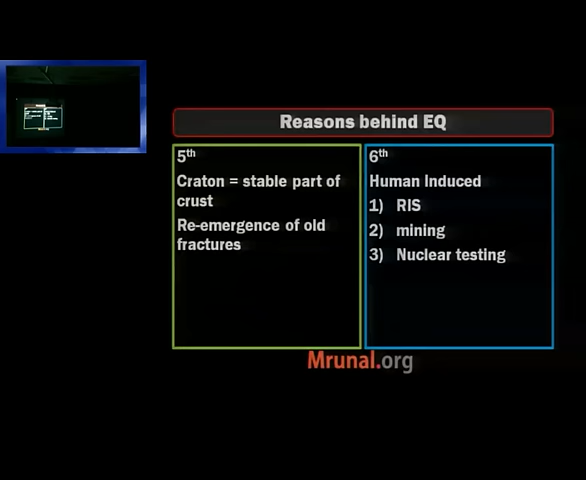 Reasons behind EQ
5th
Craton = stable part of
crust
Re-emergence of old
fractures
6th
Human Induced
1) RIS
2) mining
3) Nuclear testing
Mrunal.org